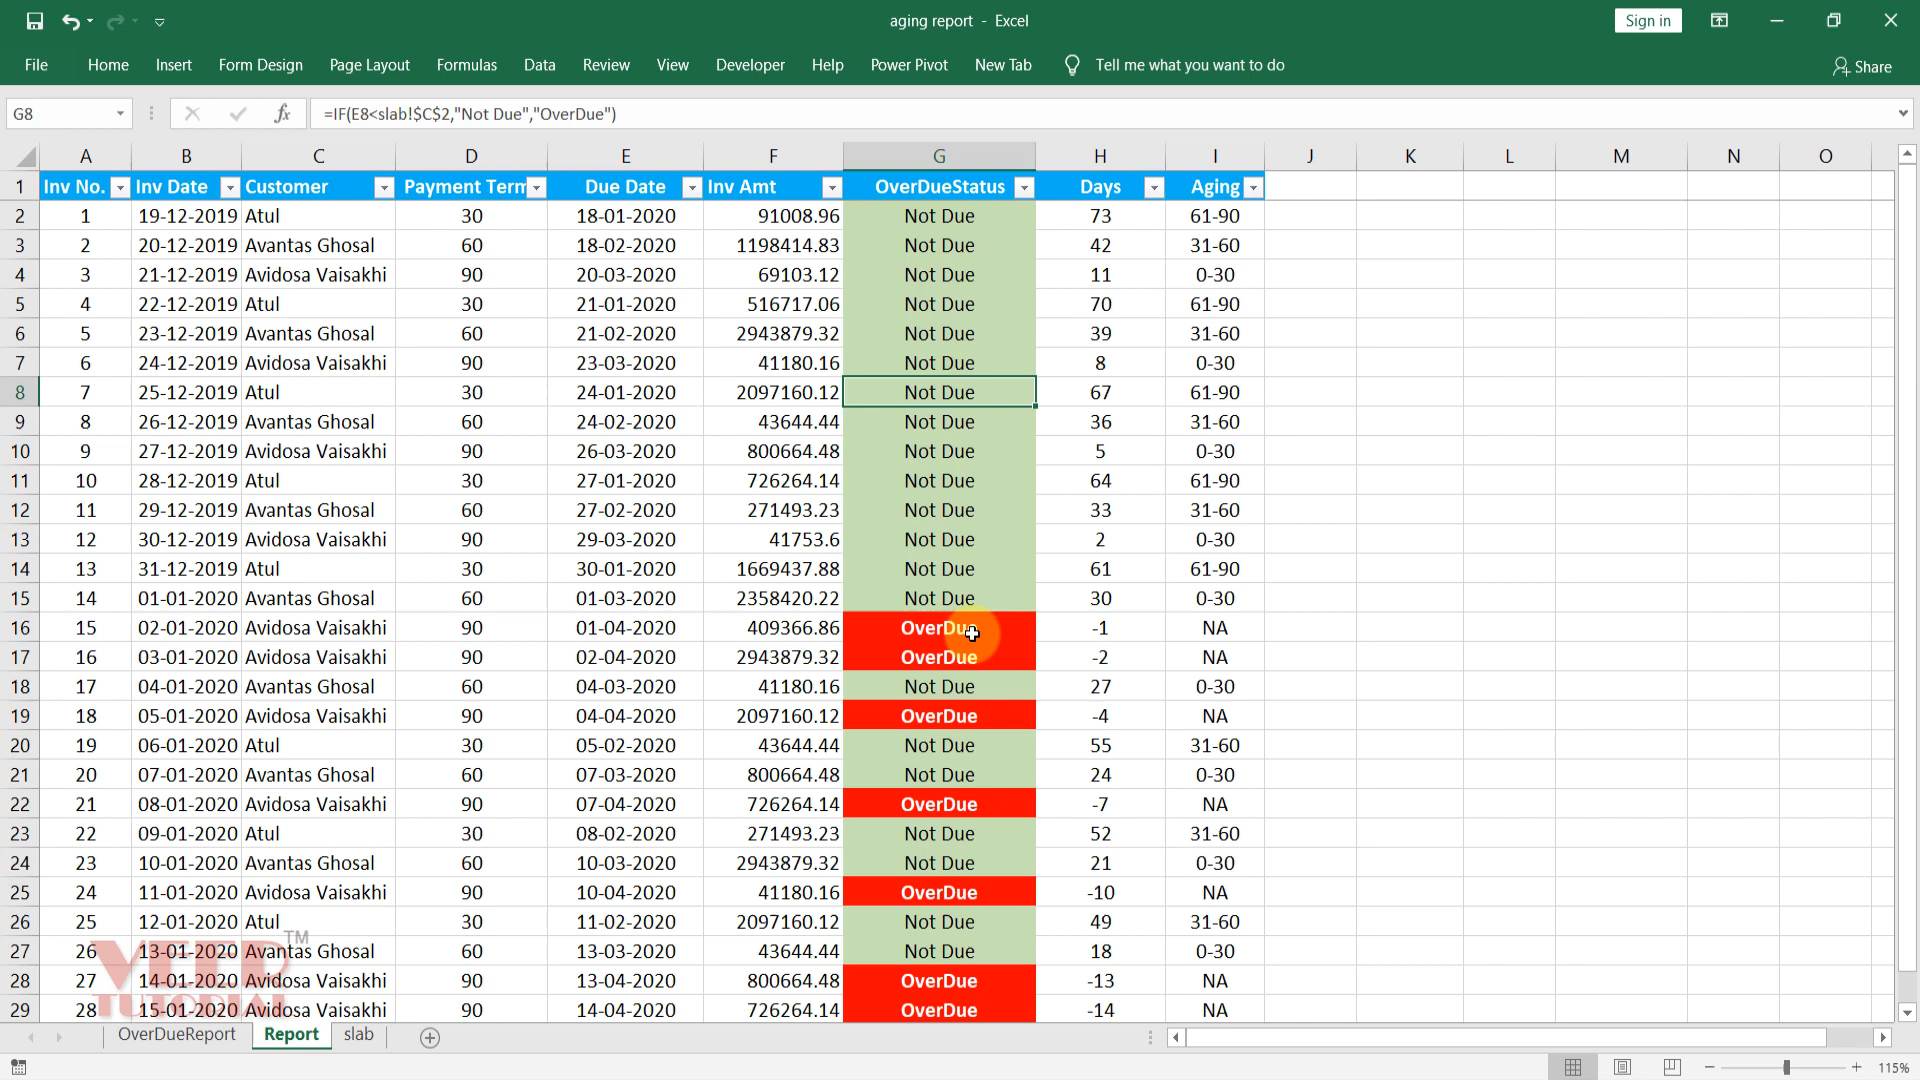 aging report - Excel
Sign in
File Home Insert Form Design Page Layout Formulas Data Review View Developer Help Power Pivot New Tab Tell me what you want to do Share
G8 fx =IF(E8<slab!$C$2,"Not Due","OverDue")
A B C D E F G H I J K L M N O
1 Inv No. Inv Date Customer Payment Term Due Date Inv Amt OverDueStatus Days Aging
2 1 19-12-2019 Atul 30 18-01-2020 91008.96 Not Due 73 61-90
3 2 20-12-2019 Avantas Ghosal 60 18-02-2020 1198414.83 Not Due 42 31-60
4 3 21-12-2019 Avidosa Vaisakhi 90 20-03-2020 69103.12 Not Due 11 0-30
5 4 22-12-2019 Atul 30 21-01-2020 516717.06 Not Due 70 61-90
6 5 23-12-2019 Avantas Ghosal 60 21-02-2020 2943879.32 Not Due 39 31-60
7 6 24-12-2019 Avidosa Vaisakhi 90 23-03-2020 41180.16 Not Due 8 0-30
8 7 25-12-2019 Atul 30 24-01-2020 2097160.12 Not Due 67 61-90
9 8 26-12-2019 Avantas Ghosal 60 24-02-2020 43644.44 Not Due 36 31-60
10 9 27-12-2019 Avidosa Vaisakhi 90 26-03-2020 800664.48 Not Due 5 0-30
11 10 28-12-2019 Atul 30 27-01-2020 726264.14 Not Due 64 61-90
12 11 29-12-2019 Avantas Ghosal 60 27-02-2020 271493.23 Not Due 33 31-60
13 12 30-12-2019 Avidosa Vaisakhi 90 29-03-2020 41753.6 Not Due 2 0-30
14 13 31-12-2019 Atul 30 30-01-2020 1669437.88 Not Due 61 61-90
15 14 01-01-2020 Avantas Ghosal 60 01-03-2020 2358420.22 Not Due 30 0-30
16 15 02-01-2020 Avidosa Vaisakhi 90 01-04-2020 409366.86 OverDue -1 NA
17 16 03-01-2020 Avidosa Vaisakhi 90 02-04-2020 2943879.32 OverDue -2 NA
18 17 04-01-2020 Avantas Ghosal 60 04-03-2020 41180.16 Not Due 27 0-30
19 18 05-01-2020 Avidosa Vaisakhi 90 04-04-2020 2097160.12 OverDue -4 NA
20 19 06-01-2020 Atul 30 05-02-2020 43644.44 Not Due 55 31-60
21 20 07-01-2020 Avantas Ghosal 60 07-03-2020 800664.48 Not Due 24 0-30
22 21 08-01-2020 Avidosa Vaisakhi 90 07-04-2020 726264.14 OverDue -7 NA
23 22 09-01-2020 Atul 30 08-02-2020 271493.23 Not Due 52 31-60
24 23 10-01-2020 Avantas Ghosal 60 10-03-2020 2943879.32 Not Due 21 0-30
25 24 11-01-2020 Avidosa Vaisakhi 90 10-04-2020 41180.16 OverDue -10 NA
26 25 12-01-2020 Atul 30 11-02-2020 2097160.12 Not Due 49 31-60
27 26 13-01-2020 Avantas Ghosal 60 13-03-2020 43644.44 Not Due 18 0-30
28 27 14-01-2020 Avidosa Vaisakhi 90 13-04-2020 800664.48 OverDue -13 NA
29 28 15-01-2020 Avidosa Vaisakhi 90 14-04-2020 726264.14 OverDue -14 NA
TM
TUTORIAL
OverDueReport Report slab
115%